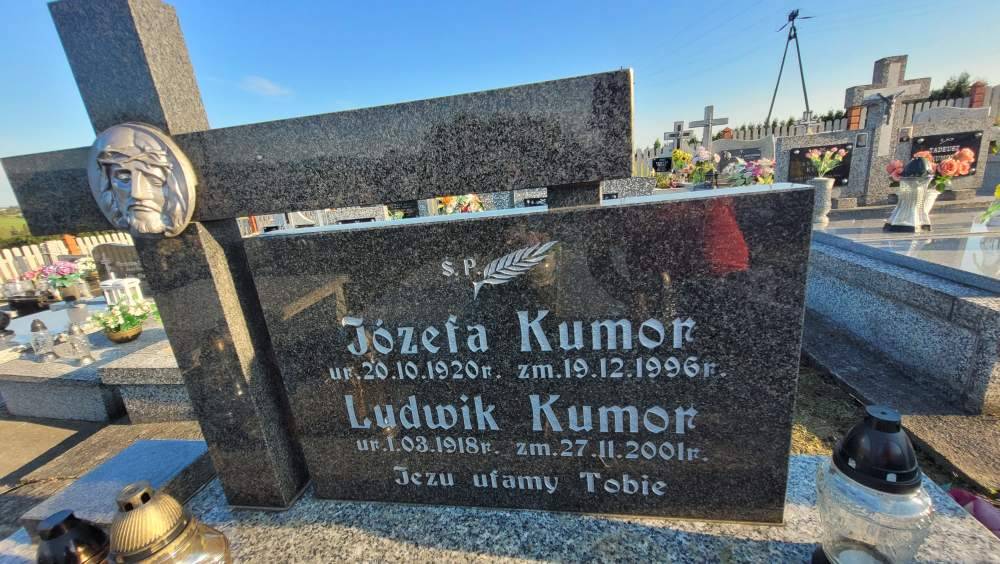 Ś. P.
Józefa Kumor
ur. 20.10.1920r. zm. 19.12.1996r.
Ludwik Kumor
ur. 1.03.1918r. zm. 27.11.2001r.
Jezu ufamy Tobie
TADEUSZ